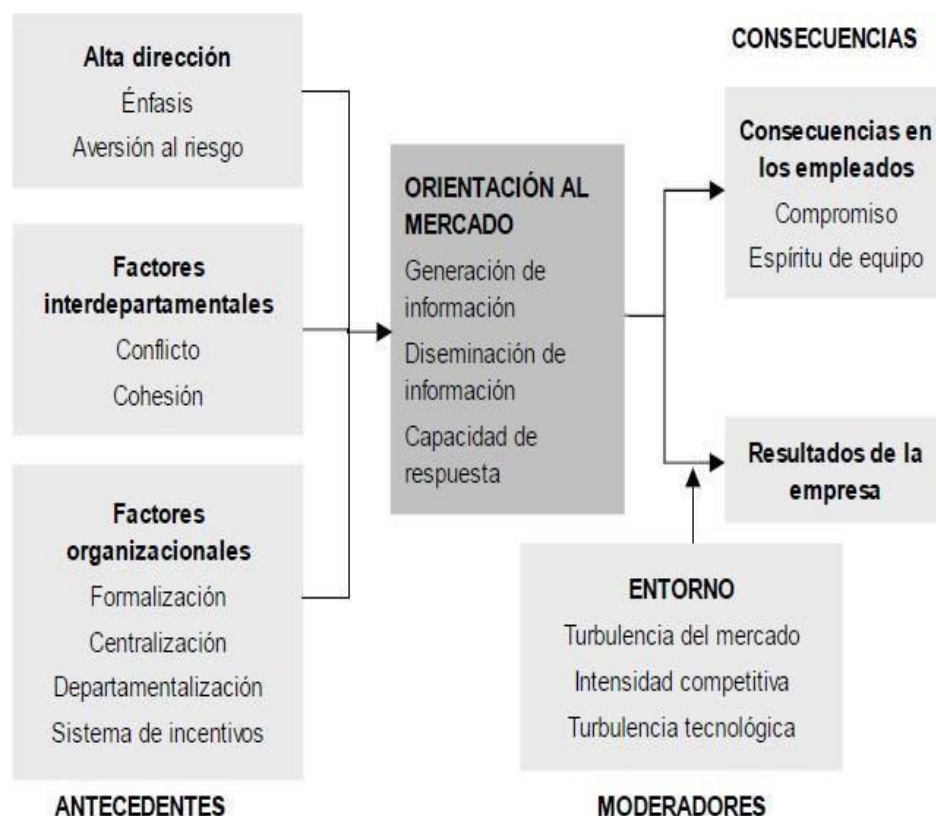 Alta dirección
Énfasis
Aversión al riesgo
Factores
interdepartamentales
Conflicto
Cohesión
Factores
organizacionales
Formalización
Centralización
Departamentalización
Sistema de incentivos
ANTECEDENTES
ORIENTACIÓN AL
MERCADO
Generación de
información
Diseminación de
información
Capacidad de
respuesta
CONSECUENCIAS
Consecuencias en
los empleados
Compromiso
Espíritu de equipo
Resultados de la
empresa
ENTORNO
Turbulencia del mercado
Intensidad competitiva
Turbulencia tecnológica
MODERADORES